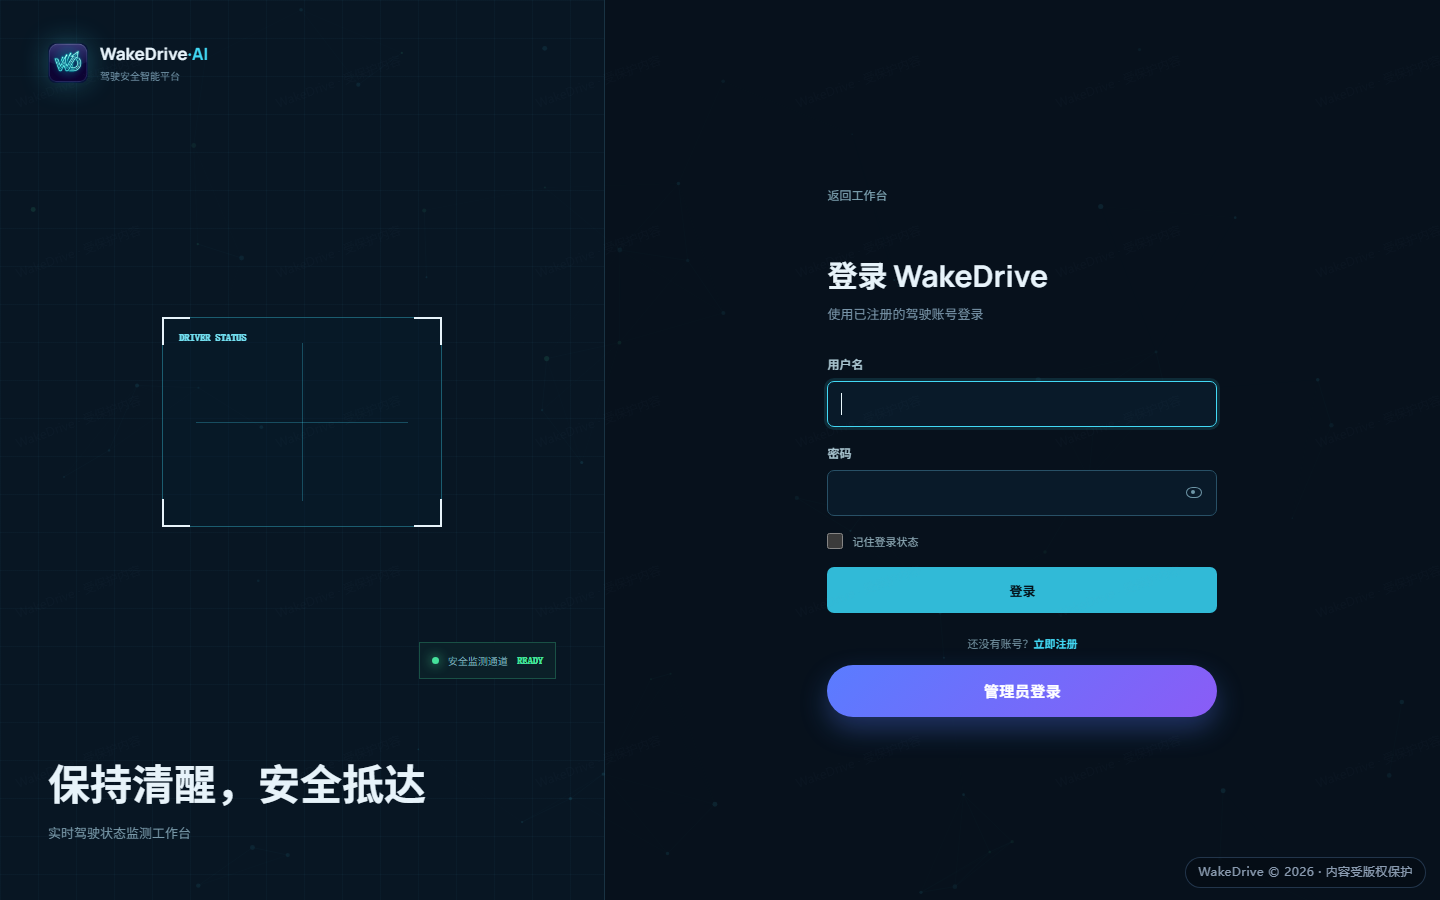 WakeDrive·AI
驾驶安全智能平台
DRIVER STATUS
安全监测通道 READY
保持清醒，安全抵达
实时驾驶状态监测工作台
返回工作台
登录 WakeDrive
使用已注册的驾驶账号登录
用户名
密码
记住登录状态
登录
还没有账号？立即注册
管理员登录
WakeDrive © 2026 · 内容受版权保护